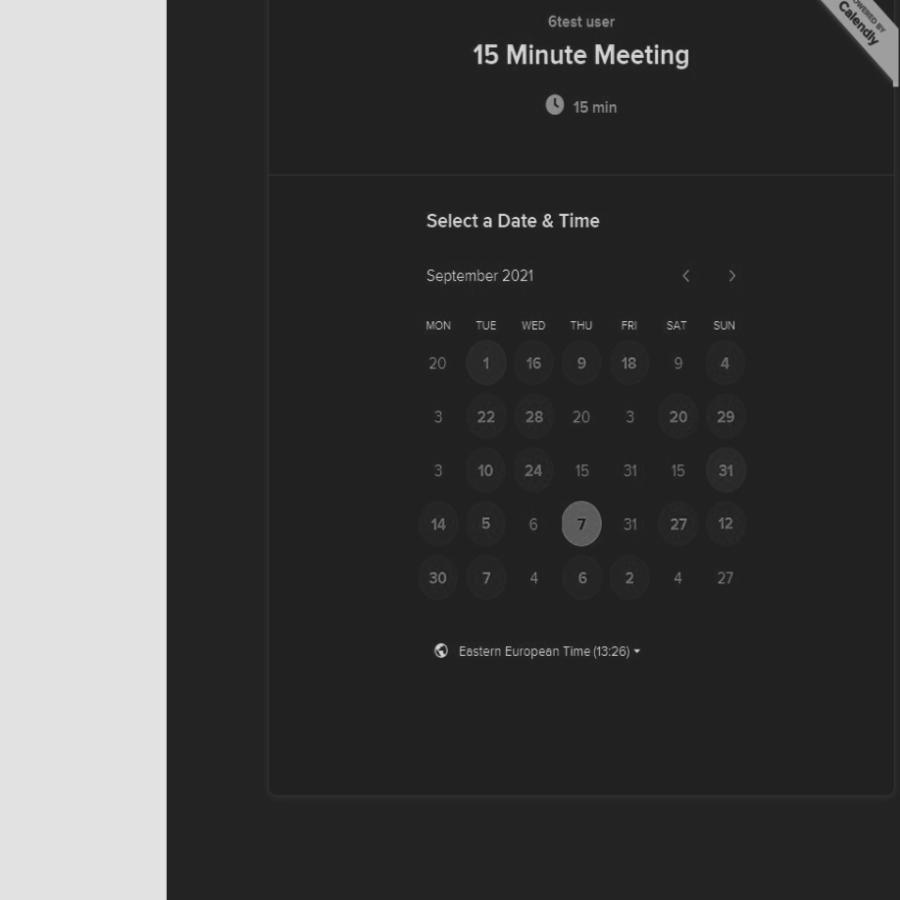 6test user
POWERED BY
Calendly
15 Minute Meeting
15 min
Select a Date & Time
September 2021
MON TUE WED THU FRI SAT SUN
20 1 16 9 18 9 4
3 22 28 20 3 20 29
3 10 24 15 31 15 31
14 5 6 7 31 27 12
30 7 4 6 2 4 27
Eastern European Time (13:26)